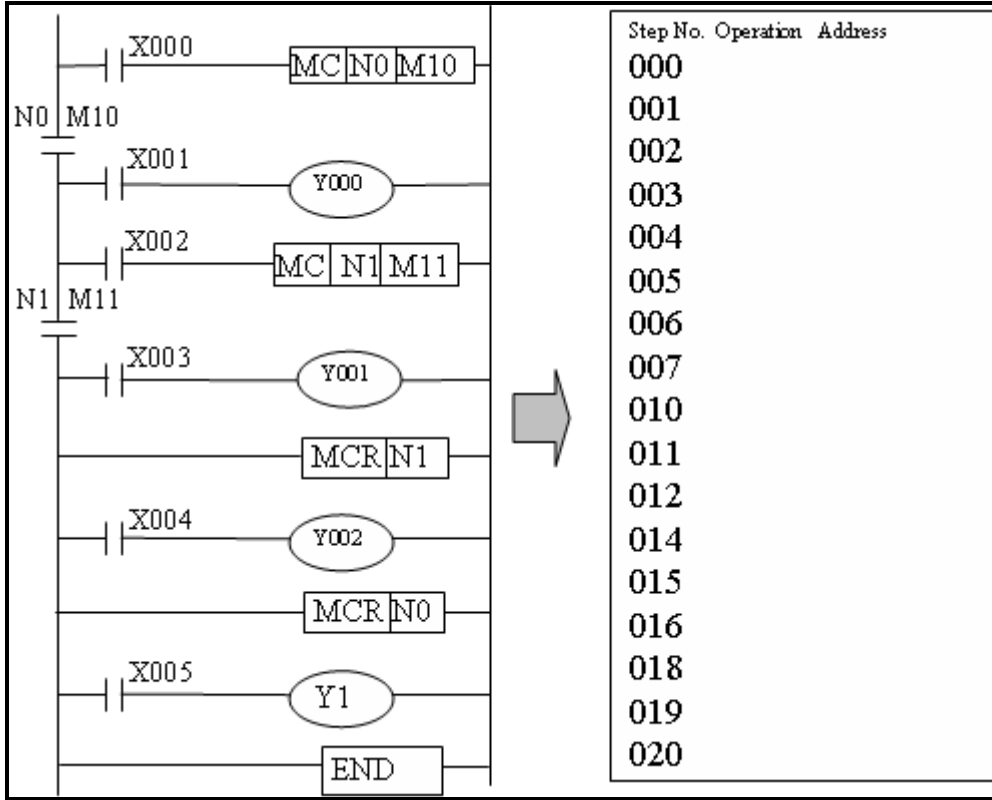 X000
MC N0 M10
N0 M10
X001
Y000
X002
MC N1 M11
N1 M11
X003
Y001
MCR N1
X004
Y002
MCR N0
X005
Y1
END
Step No. Operation Address
000
001
002
003
004
005
006
007
010
011
012
014
015
016
018
019
020